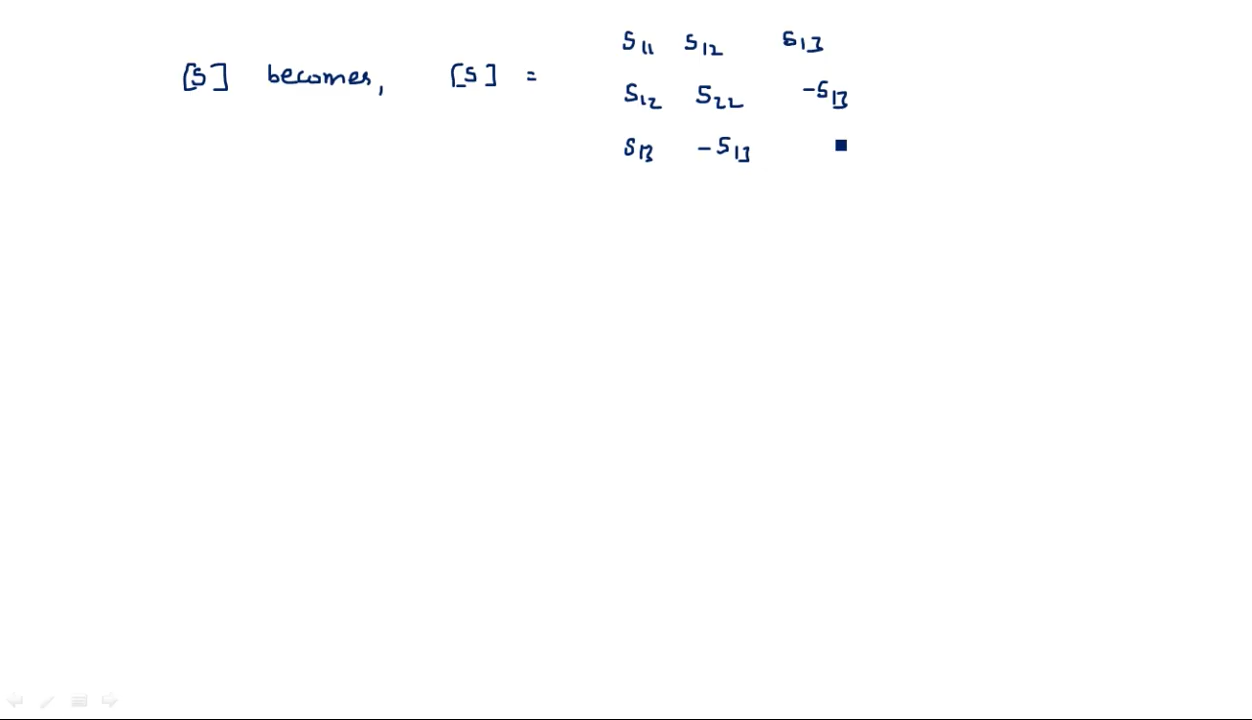 S₁₁ S₁₂ S₁₃
[S] becomes, [S] =
S₁₂ S₂₂ -S₁₃
S₁₃ -S₁₃